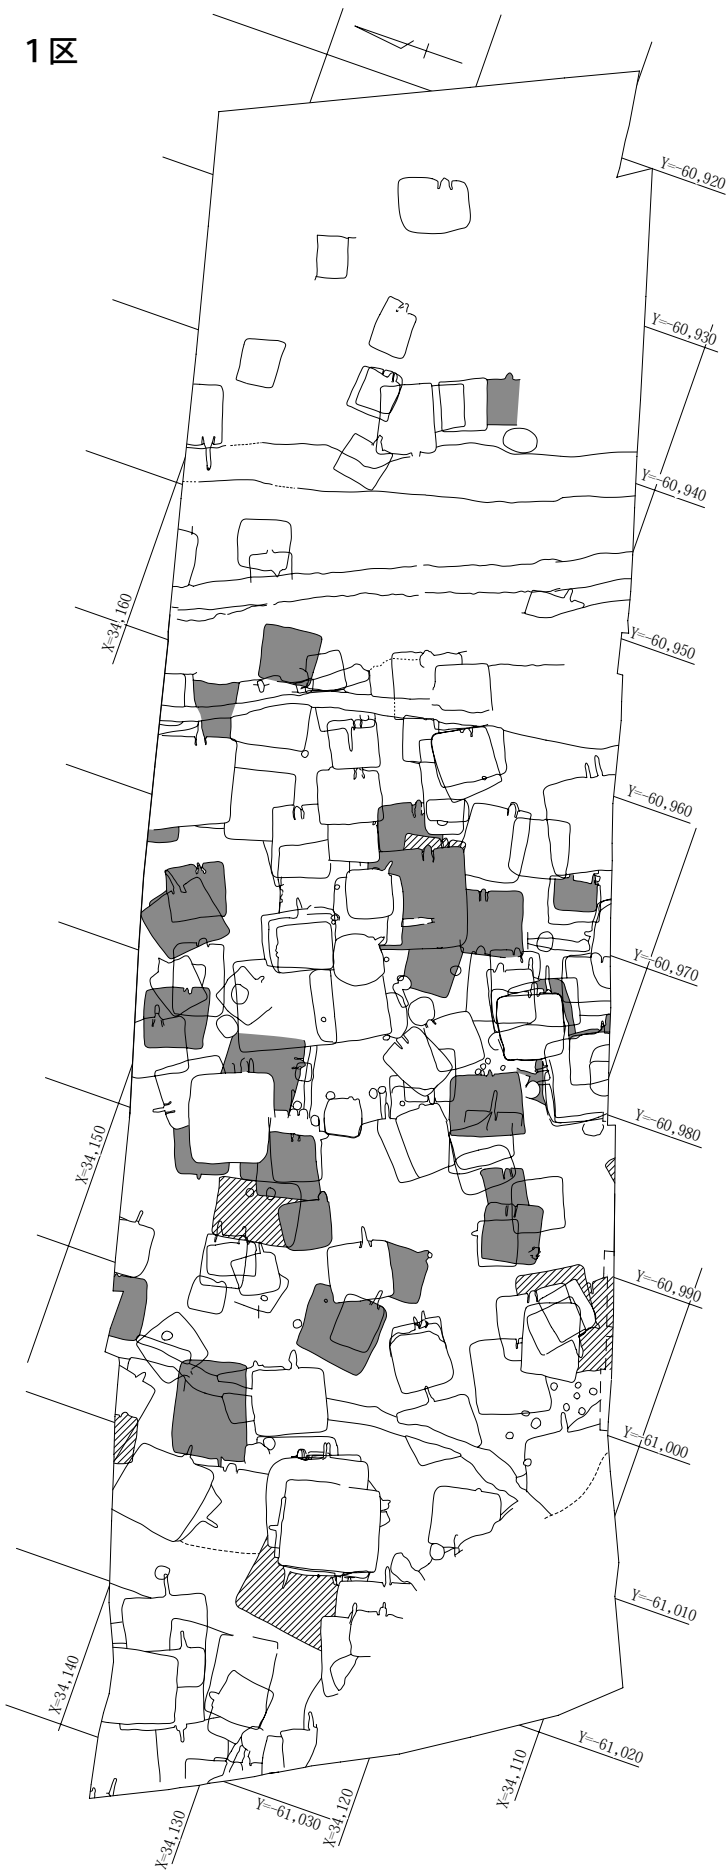 1区
Y=-60,920
Y=-60,930
Y=-60,940
X=34,160
Y=-60,950
Y=-60,960
Y=-60,970
X=34,150
Y=-60,980
Y=-60,990
Y=-61,000
Y=-61,010
X=34,140
Y=-61,020
X=34,110
Y=-61,030
X=34,120
X=34,130